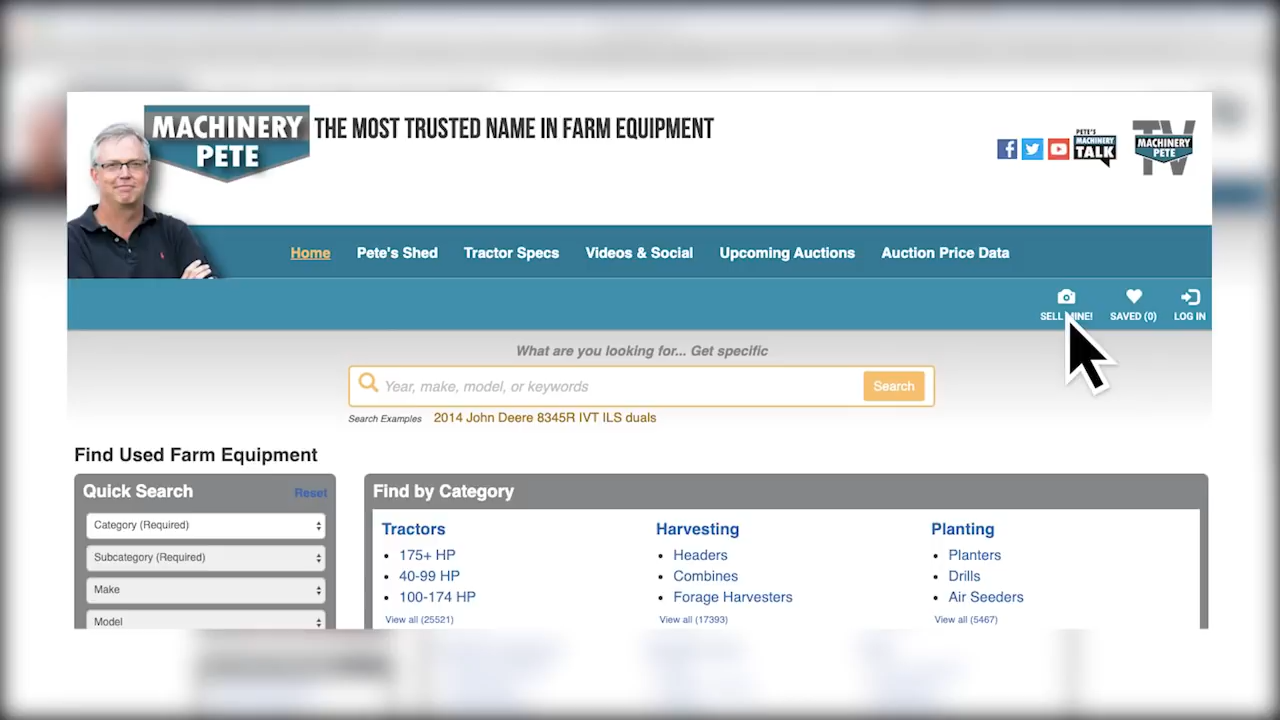 MACHINERY
PETE
THE MOST TRUSTED NAME IN FARM EQUIPMENT
PETE'S
MACHINERY
TALK
TV
MACHINERY
PETE
Home Pete's Shed Tractor Specs Videos & Social Upcoming Auctions Auction Price Data
SELL MINE! SAVED (0) LOG IN
What are you looking for... Get specific
Year, make, model, or keywords Search
Search Examples 2014 John Deere 8345R IVT ILS duals
Find Used Farm Equipment
Quick Search Reset
Category (Required)
Subcategory (Required)
Make
Model
Find by Category
Tractors
175+ HP
40-99 HP
100-174 HP
View all (25521)
Harvesting
Headers
Combines
Forage Harvesters
View all (17393)
Planting
Planters
Drills
Air Seeders
View all (5467)